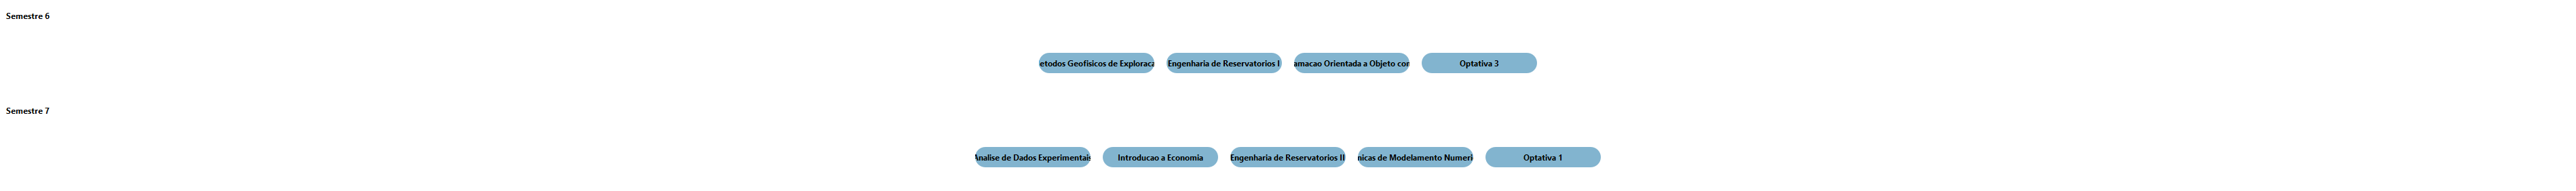 Semestre 6
etodos Geofisicos de Exploraca
Engenharia de Reservatorios I
amacao Orientada a Objeto con
Optativa 3
Semestre 7
Analise de Dados Experimentais
Introducao a Economia
Engenharia de Reservatorios II
nicas de Modelamento Numeri
Optativa 1